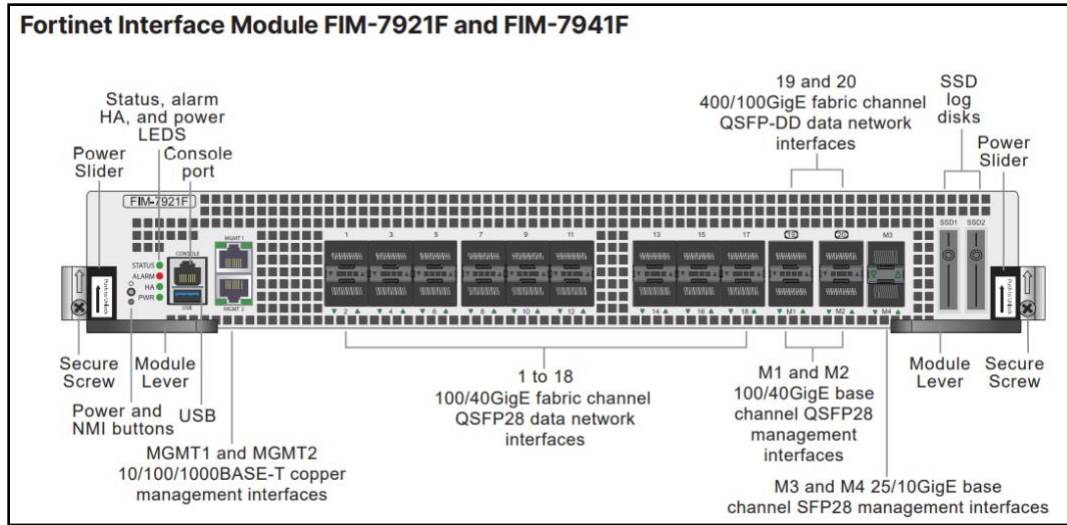 Fortinet Interface Module FIM-7921F and FIM-7941F
Status, alarm
HA, and power
LEDS
Power
Slider
Console
port
19 and 20
400/100GigE fabric channel
QSFP-DD data network
interfaces
SSD
log
disks
Power
Slider
FIM-7921F
STATUS
ALARM
HA
PWR
CONSOLE
USB
MGMT 1
MGMT 2
1 3 5 7 9 11 13 15 17 19 20 M3
SSD1 SSD2
2 4 6 8 10 12 14 16 18 M1 M2 M4
Secure
Screw
Module
Lever
Power and
NMI buttons
USB
MGMT1 and MGMT2
10/100/1000BASE-T copper
management interfaces
1 to 18
100/40GigE fabric channel
QSFP28 data network
interfaces
M1 and M2
100/40GigE base
channel QSFP28
management
interfaces
Module
Lever
Secure
Screw
M3 and M4 25/10GigE base
channel SFP28 management interfaces